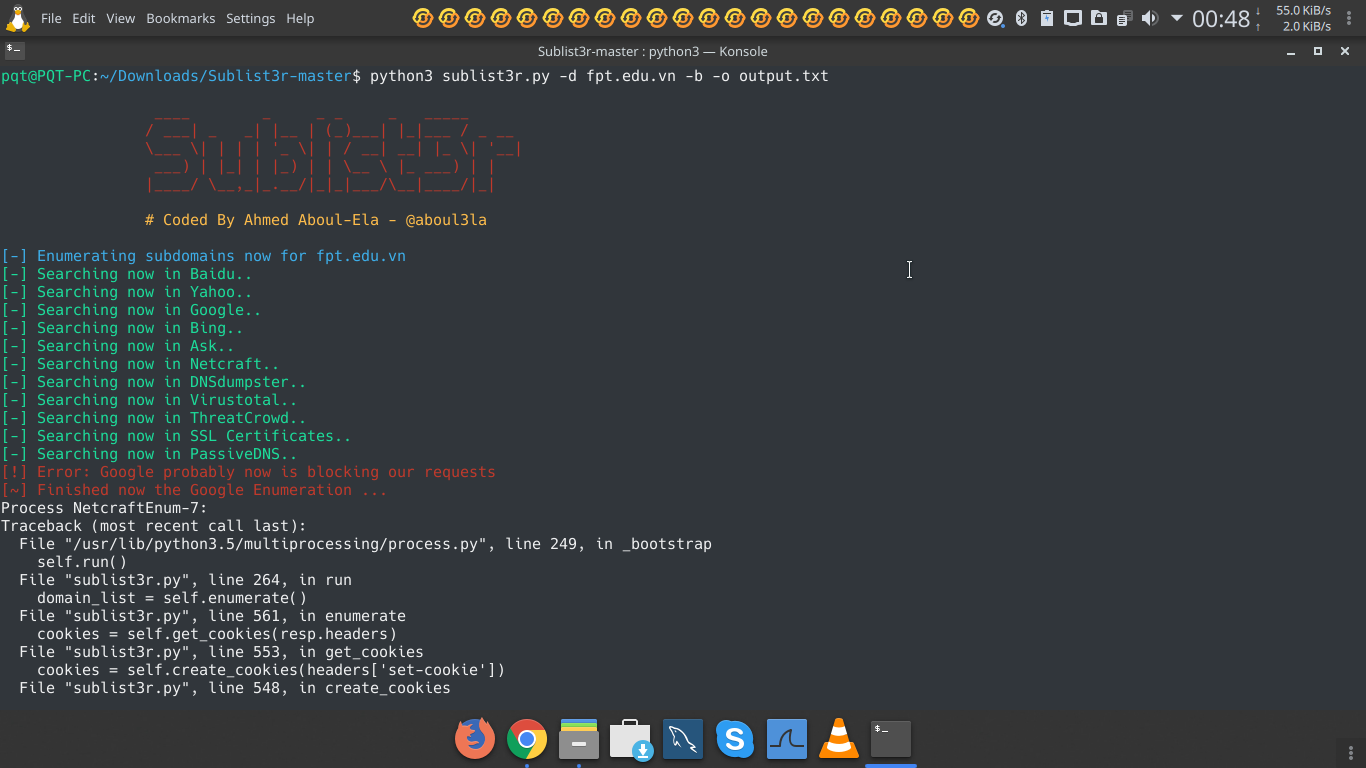 File Edit View Bookmarks Settings Help 00:48 55.0 KiB/s
2.0 KiB/s
Sublist3r-master : python3 — Konsole
pqt@PQT-PC:~/Downloads/Sublist3r-master$ python3 sublist3r.py -d fpt.edu.vn -b -o output.txt
Sublist3r
# Coded By Ahmed Aboul-Ela - @aboul3la
[-] Enumerating subdomains now for fpt.edu.vn
[-] Searching now in Baidu..
[-] Searching now in Yahoo..
[-] Searching now in Google..
[-] Searching now in Bing..
[-] Searching now in Ask..
[-] Searching now in Netcraft..
[-] Searching now in DNSdumpster..
[-] Searching now in Virustotal..
[-] Searching now in ThreatCrowd..
[-] Searching now in SSL Certificates..
[-] Searching now in PassiveDNS..
[!] Error: Google probably now is blocking our requests
[~] Finished now the Google Enumeration ...
Process NetcraftEnum-7:
Traceback (most recent call last):
  File "/usr/lib/python3.5/multiprocessing/process.py", line 249, in _bootstrap
    self.run()
  File "sublist3r.py", line 264, in run
    domain_list = self.enumerate()
  File "sublist3r.py", line 561, in enumerate
    cookies = self.get_cookies(resp.headers)
  File "sublist3r.py", line 553, in get_cookies
    cookies = self.create_cookies(headers['set-cookie'])
  File "sublist3r.py", line 548, in create_cookies